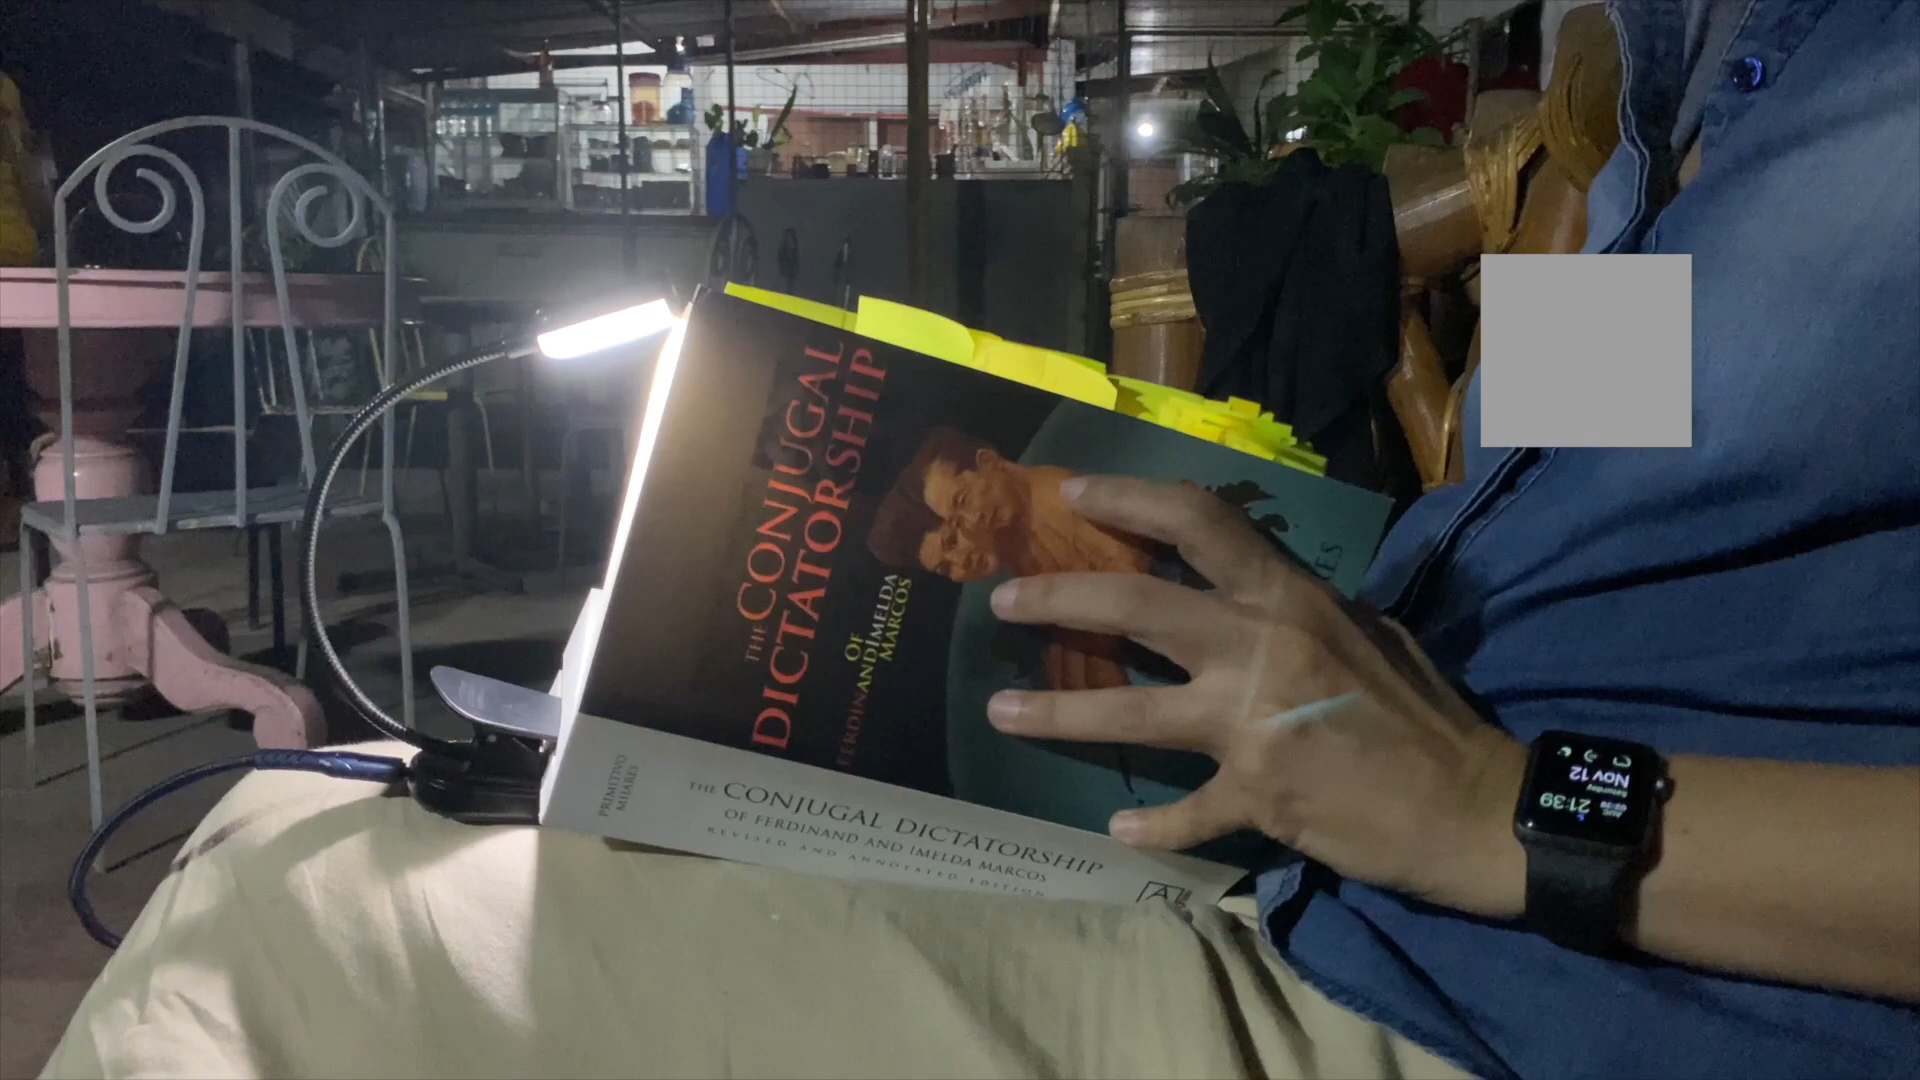 THE CONJUGAL
DICTATORSHIP
OF
FERDINAND IMELDA
MARCOS
PRIMITIVO
MIJARES
THE CONJUGAL DICTATORSHIP
OF FERDINAND AND IMELDA MARCOS
REVISED AND ANNOTATED EDITION
21:39
Saturday
Nov 12